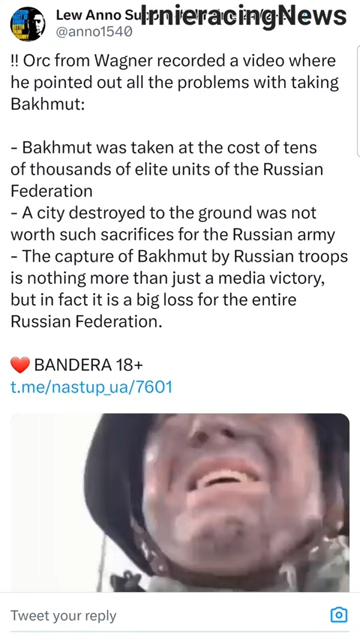 ImieracingNews
Lew Anno
@anno1540
!! Orc from Wagner recorded a video where
he pointed out all the problems with taking
Bakhmut:
- Bakhmut was taken at the cost of tens
of thousands of elite units of the Russian
Federation
- A city destroyed to the ground was not
worth such sacrifices for the Russian army
- The capture of Bakhmut by Russian troops
is nothing more than just a media victory,
but in fact it is a big loss for the entire
Russian Federation.
❤️ BANDERA 18+
t.me/nastup_ua/7601
Tweet your reply